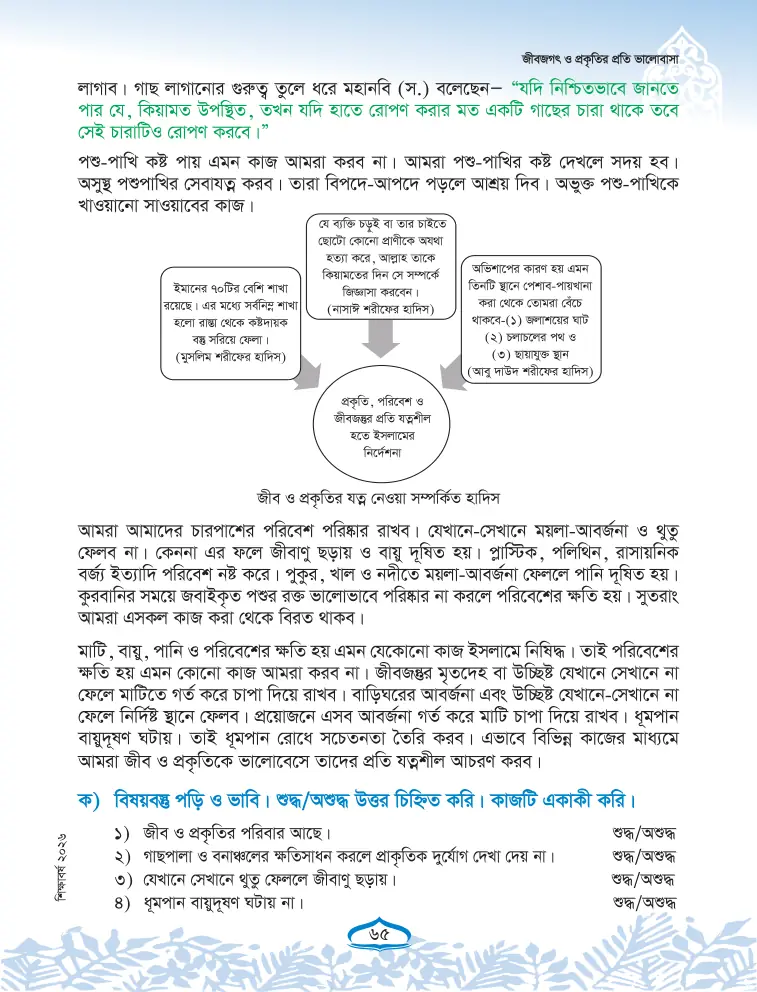 জীবজগৎ ও প্রকৃতির প্রতি ভালোবাসা
লাগাব। গাছ লাগানোর গুরুত্ব তুলে ধরে মহানবি (স.) বলেছেন– “যদি নিশ্চিতভাবে জানতে
পার যে, কিয়ামত উপস্থিত, তখন যদি হাতে রোপণ করার মত একটি গাছের চারা থাকে তবে
সেই চারাটিও রোপণ করবে।”
পশু-পাখি কষ্ট পায় এমন কাজ আমরা করব না। আমরা পশু-পাখির কষ্ট দেখলে সদয় হব।
অসুস্থ পশুপাখির সেবাযত্ন করব। তারা বিপদে-আপদে পড়লে আশ্রয় দিব। অভুক্ত পশু-পাখিকে
খাওয়ানো সাওয়াবের কাজ।
ইমানের ৭০টির বেশি শাখা
রয়েছে। এর মধ্যে সর্বনিম্ন শাখা
হলো রাস্তা থেকে কষ্টদায়ক
বস্তু সরিয়ে ফেলা।
(মুসলিম শরীফের হাদিস)
যে ব্যক্তি চড়ুই বা তার চাইতে
ছোটো কোনো প্রাণীকে অযথা
হত্যা করে, আল্লাহ তাকে
কিয়ামতের দিন সে সম্পর্কে
জিজ্ঞাসা করবেন।
(নাসাঈ শরীফের হাদিস)
অভিশাপের কারণ হয় এমন
তিনটি স্থানে পেশাব-পায়খানা
করা থেকে তোমরা বেঁচে
থাকবে-(১) জলাশয়ের ঘাট
(২) চলাচলের পথ ও
(৩) ছায়াযুক্ত স্থান
(আবু দাউদ শরীফের হাদিস)
প্রকৃতি, পরিবেশ ও
জীবজন্তুর প্রতি যত্নশীল
হতে ইসলামের
নির্দেশনা
জীব ও প্রকৃতির যত্ন নেওয়া সম্পর্কিত হাদিস
আমরা আমাদের চারপাশের পরিবেশ পরিষ্কার রাখব। যেখানে-সেখানে ময়লা-আবর্জনা ও থুতু
ফেলব না। কেননা এর ফলে জীবাণু ছড়ায় ও বায়ু দূষিত হয়। প্লাস্টিক, পলিথিন, রাসায়নিক
বর্জ্য ইত্যাদি পরিবেশ নষ্ট করে। পুকুর, খাল ও নদীতে ময়লা-আবর্জনা ফেললে পানি দূষিত হয়।
কুরবানির সময়ে জবাইকৃত পশুর রক্ত ভালোভাবে পরিষ্কার না করলে পরিবেশের ক্ষতি হয়। সুতরাং
আমরা এসকল কাজ করা থেকে বিরত থাকব।
মাটি, বায়ু, পানি ও পরিবেশের ক্ষতি হয় এমন যেকোনো কাজ ইসলামে নিষিদ্ধ। তাই পরিবেশের
ক্ষতি হয় এমন কোনো কাজ আমরা করব না। জীবজন্তুর মৃতদেহ বা উচ্ছিষ্ট যেখানে সেখানে না
ফেলে মাটিতে গর্ত করে চাপা দিয়ে রাখব। বাড়িঘরের আবর্জনা এবং উচ্ছিষ্ট যেখানে-সেখানে না
ফেলে নির্দিষ্ট স্থানে ফেলব। প্রয়োজনে এসব আবর্জনা গর্ত করে মাটি চাপা দিয়ে রাখব। ধূমপান
বায়ুদূষণ ঘটায়। তাই ধূমপান রোধে সচেতনতা তৈরি করব। এভাবে বিভিন্ন কাজের মাধ্যমে
আমরা জীব ও প্রকৃতিকে ভালোবেসে তাদের প্রতি যত্নশীল আচরণ করব।
ক) বিষয়বস্তু পড়ি ও ভাবি। শুদ্ধ/অশুদ্ধ উত্তর চিহ্নিত করি। কাজটি একাকী করি।
১) জীব ও প্রকৃতির পরিবার আছে। শুদ্ধ/অশুদ্ধ
২) গাছপালা ও বনাঞ্চলের ক্ষতিসাধন করলে প্রাকৃতিক দুর্যোগ দেখা দেয় না। শুদ্ধ/অশুদ্ধ
৩) যেখানে সেখানে থুতু ফেললে জীবাণু ছড়ায়। শুদ্ধ/অশুদ্ধ
৪) ধূমপান বায়ুদূষণ ঘটায় না। শুদ্ধ/অশুদ্ধ
শিক্ষাবর্ষ ২০২৬
৬৫